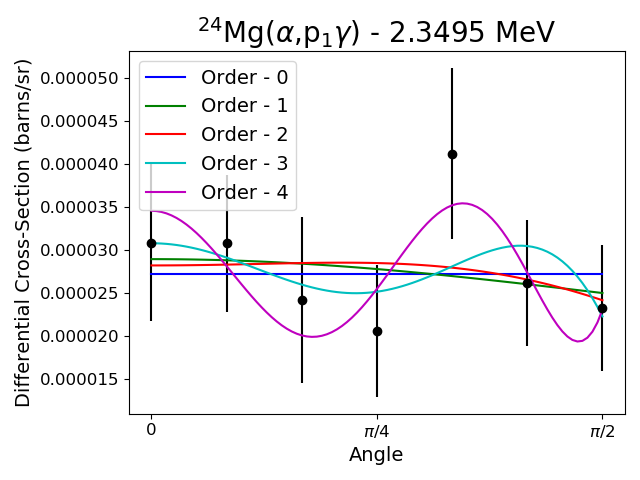 ²⁴Mg(α,p₁γ) - 2.3495 MeV
Differential Cross-Section (barns/sr)
0.000050
0.000045
0.000040
0.000035
0.000030
0.000025
0.000020
0.000015
Order - 0
Order - 1
Order - 2
Order - 3
Order - 4
0
π/4
π/2
Angle